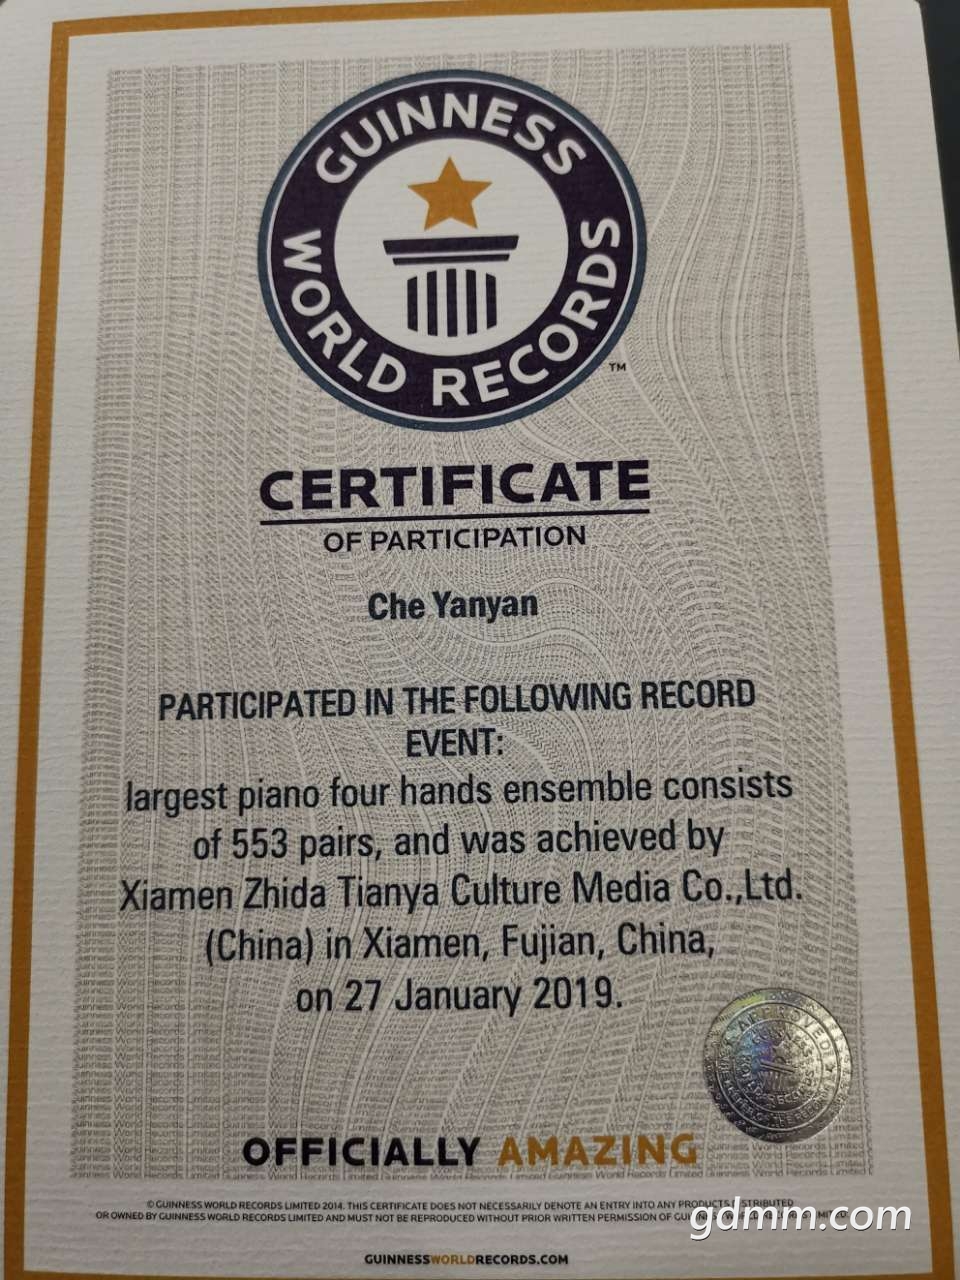 GUINNESS
WORLD RECORDS
™
CERTIFICATE
OF PARTICIPATION
Che Yanyan
PARTICIPATED IN THE FOLLOWING RECORD
EVENT:
largest piano four hands ensemble consists
of 553 pairs, and was achieved by
Xiamen Zhida Tianya Culture Media Co.,Ltd.
(China) in Xiamen, Fujian, China,
on 27 January 2019.
APPROVED
OFFICIALLY AMAZING
© GUINNESS WORLD RECORDS LIMITED 2014. THIS CERTIFICATE DOES NOT NECESSARILY DENOTE AN ENTRY INTO ANY PRODUCTS DISTRIBUTED
OR OWNED BY GUINNESS WORLD RECORDS LIMITED AND MUST NOT BE REPRODUCED WITHOUT PRIOR WRITTEN PERMISSION OF
gdmm.com
GUINNESSWORLDRECORDS.COM